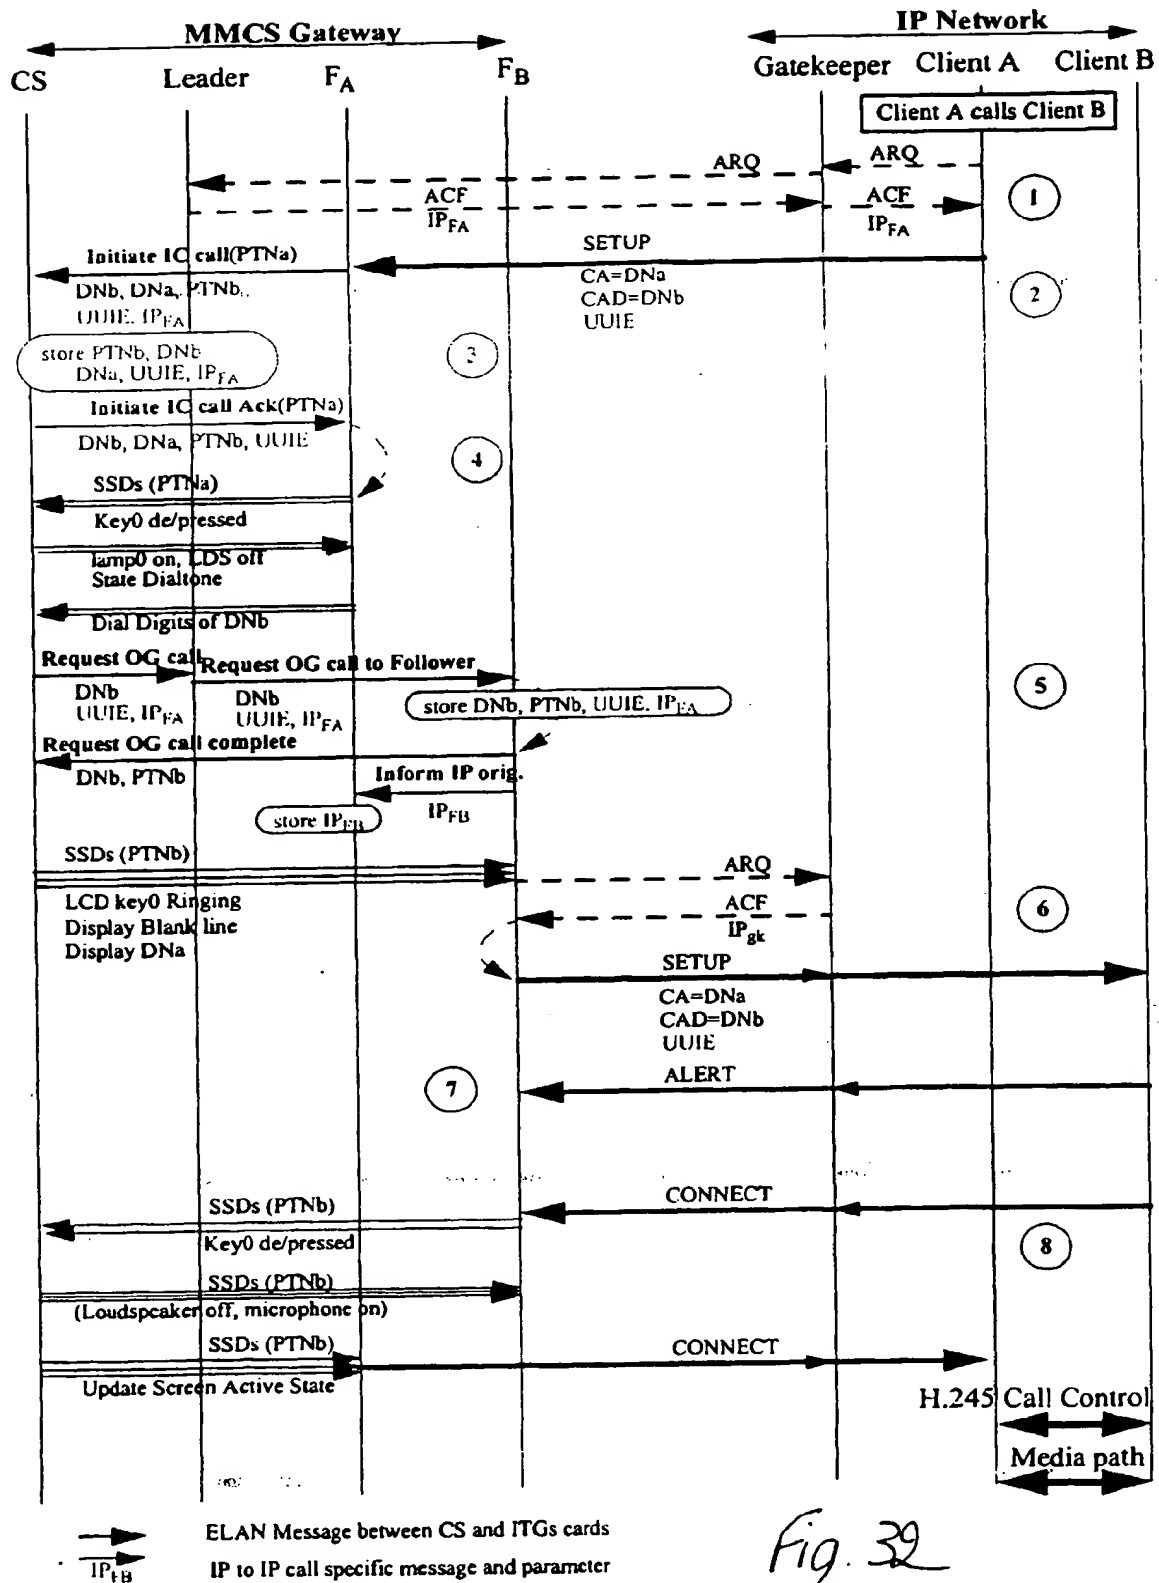 MMCS Gateway
IP Network
CS
Leader
FA
FB
Gatekeeper
Client A
Client B
Client A calls Client B
ARQ
ARQ
ACF
IPFA
ACF
IPFA
1
Initiate IC call(PTNa)
SETUP
DNb, DNa, PTNb,
UUIE, IPFA
CA=DNa
CAD=DNb
UUIE
2
store PTNb, DNb
DNa, UUIE, IPFA
3
Initiate IC call Ack(PTNa)
DNb, DNa, PTNb, UUIE
4
SSDs (PTNa)
Key0 de/pressed
lamp0 on, LDS off
State Dialtone
Dial Digits of DNb
Request OG call
Request OG call to Follower
DNb
UUIE, IPFA
DNb
UUIE, IPFA
store DNb, PTNb, UUIE, IPFA
5
Request OG call complete
DNb, PTNb
Inform IP orig.
IPFB
store IPFB
SSDs (PTNb)
ARQ
LCD key0 Ringing
Display Blank line
Display DNa
ACF
IPgk
6
SETUP
CA=DNa
CAD=DNb
UUIE
7
ALERT
SSDs (PTNb)
CONNECT
Key0 de/pressed
8
SSDs (PTNb)
(Loudspeaker off, microphone on)
SSDs (PTNb)
CONNECT
Update Screen Active State
H.245 Call Control
Media path
ELAN Message between CS and ITGs cards
IPFB
IP to IP call specific message and parameter
Fig. 32